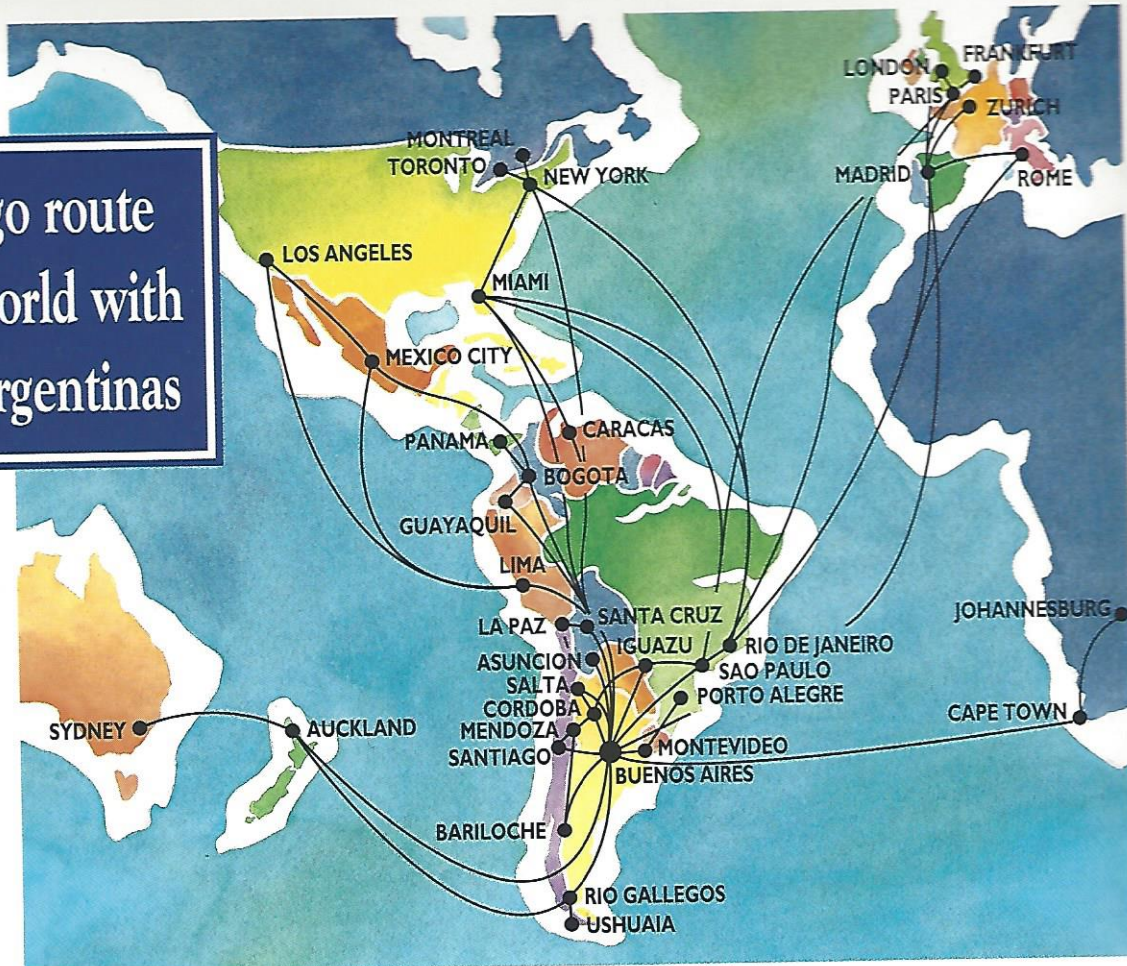 go route
orld with
rgentinas
LONDON
FRANKFURT
PARIS
ZURICH
MADRID
ROME
MONTREAL
TORONTO
NEW YORK
LOS ANGELES
MIAMI
MEXICO CITY
PANAMA
CARACAS
BOGOTA
GUAYAQUIL
LIMA
LA PAZ
SANTA CRUZ
IGUAZU
RIO DE JANEIRO
ASUNCION
SAO PAULO
SALTA
PORTO ALEGRE
CORDOBA
MENDOZA
SANTIAGO
MONTEVIDEO
BUENOS AIRES
JOHANNESBURG
CAPE TOWN
SYDNEY
AUCKLAND
BARILOCHE
RIO GALLEGOS
USHUAIA